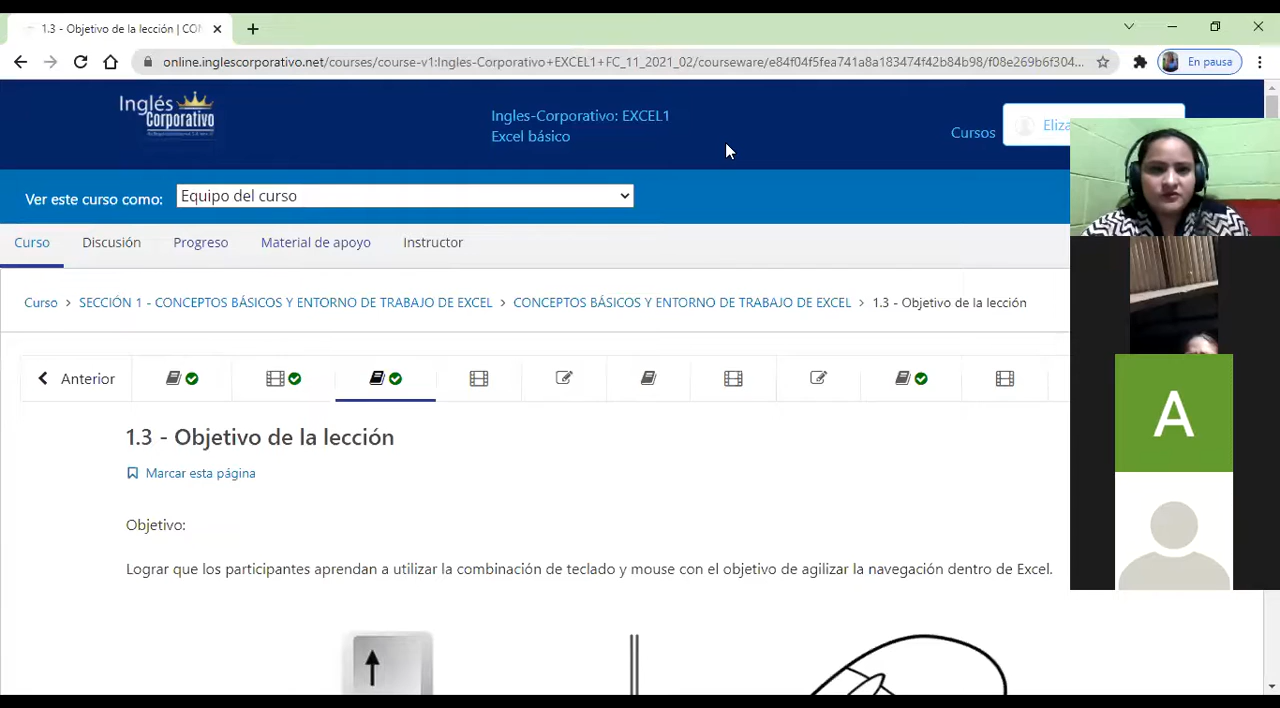 1.3 - Objetivo de la lección | CON
online.inglescorporativo.net/courses/course-v1:Ingles-Corporativo+EXCEL1+FC_11_2021_02/courseware/e84f04f5fea741a8a183474f42b84b98/f08e269b6f304...
En pausa
Inglés
Corporativo
Ingles-Corporativo: EXCEL1
Excel básico
Cursos
Eliza
Ver este curso como:
Equipo del curso
Curso
Discusión
Progreso
Material de apoyo
Instructor
Curso > SECCIÓN 1 - CONCEPTOS BÁSICOS Y ENTORNO DE TRABAJO DE EXCEL > CONCEPTOS BÁSICOS Y ENTORNO DE TRABAJO DE EXCEL > 1.3 - Objetivo de la lección
Anterior
A
1.3 - Objetivo de la lección
Marcar esta página
Objetivo:
Lograr que los participantes aprendan a utilizar la combinación de teclado y mouse con el objetivo de agilizar la navegación dentro de Excel.